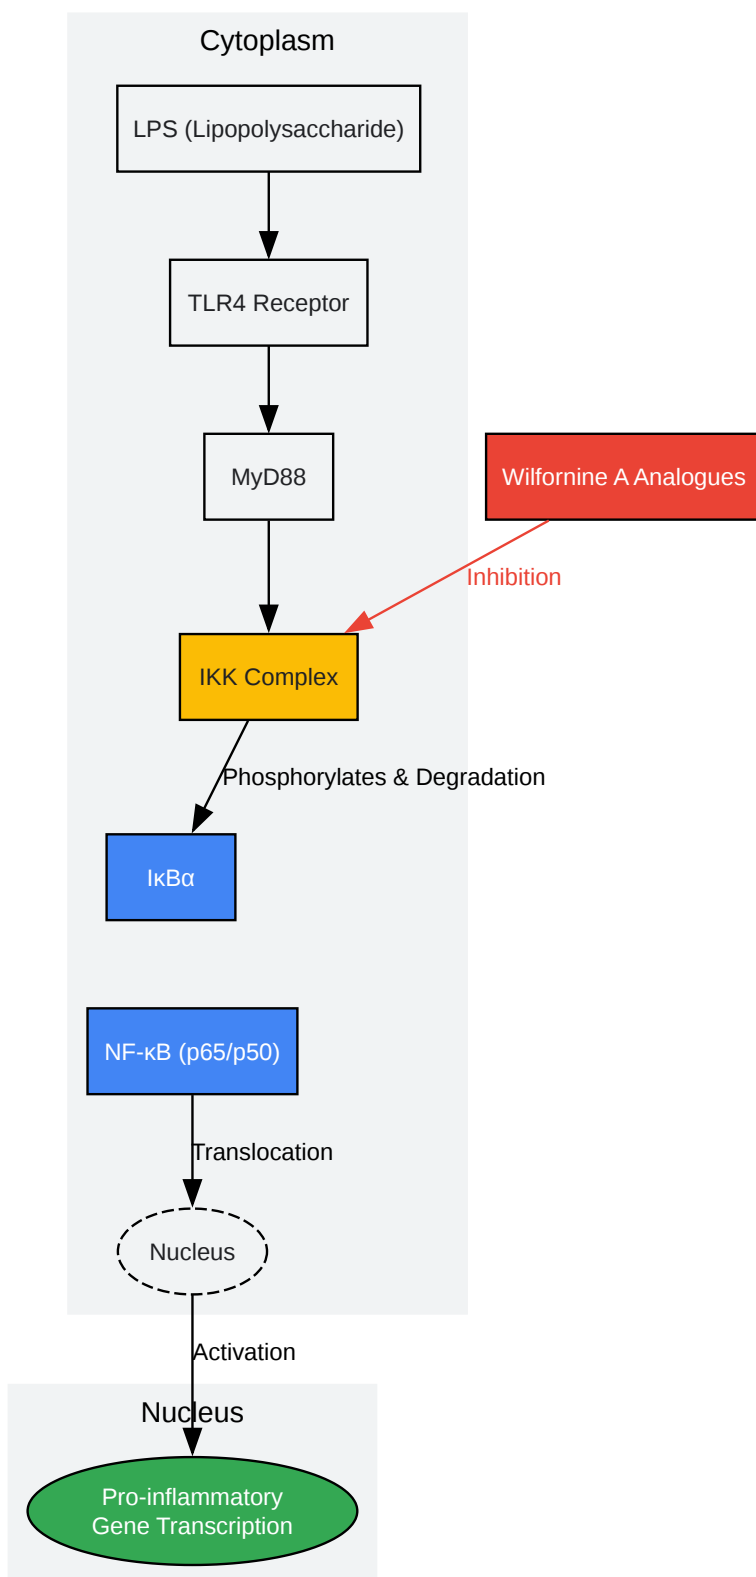 Cytoplasm
LPS (Lipopolysaccharide)
TLR4 Receptor
MyD88
Wilfornine A Analogues
Inhibition
IKK Complex
Phosphorylates & Degradation
IκBα
NF-κB (p65/p50)
Translocation
Nucleus
Activation
Nucleus
Pro-inflammatory
Gene Transcription